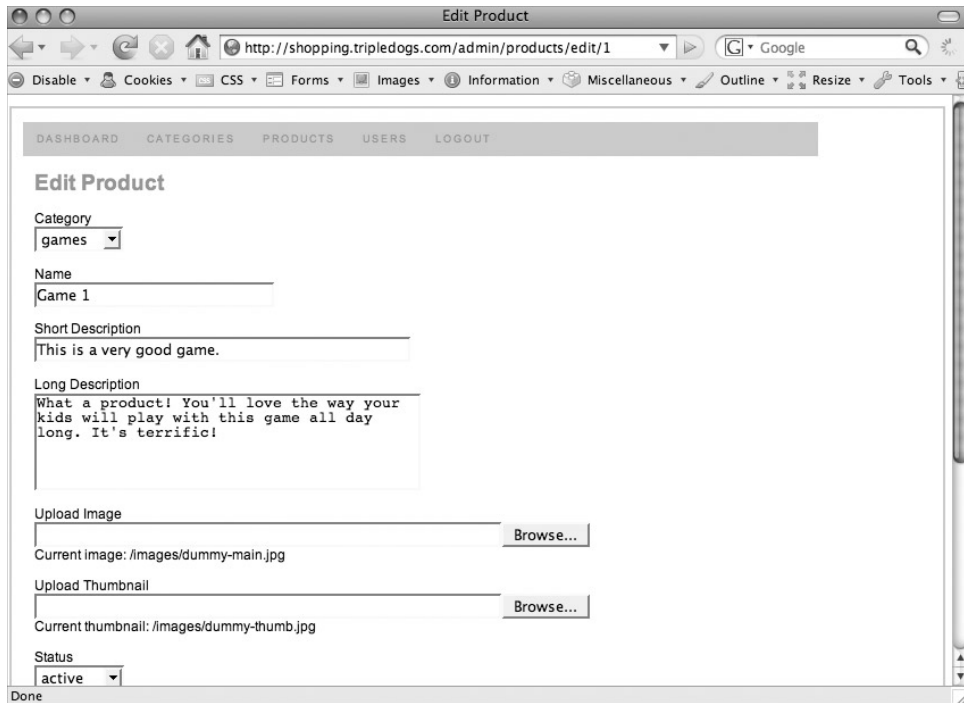 Edit Product
http://shopping.tripledogs.com/admin/products/edit/1
G Google
Disable Cookies CSS Forms Images Information Miscellaneous Outline Resize Tools
DASHBOARD CATEGORIES PRODUCTS USERS LOGOUT
Edit Product
Category
games
Name
Game 1
Short Description
This is a very good game.
Long Description
What a product! You'll love the way your
kids will play with this game all day
long. It's terrific!
Upload Image
Browse...
Current image: /images/dummy-main.jpg
Upload Thumbnail
Browse...
Current thumbnail: /images/dummy-thumb.jpg
Status
active
Done